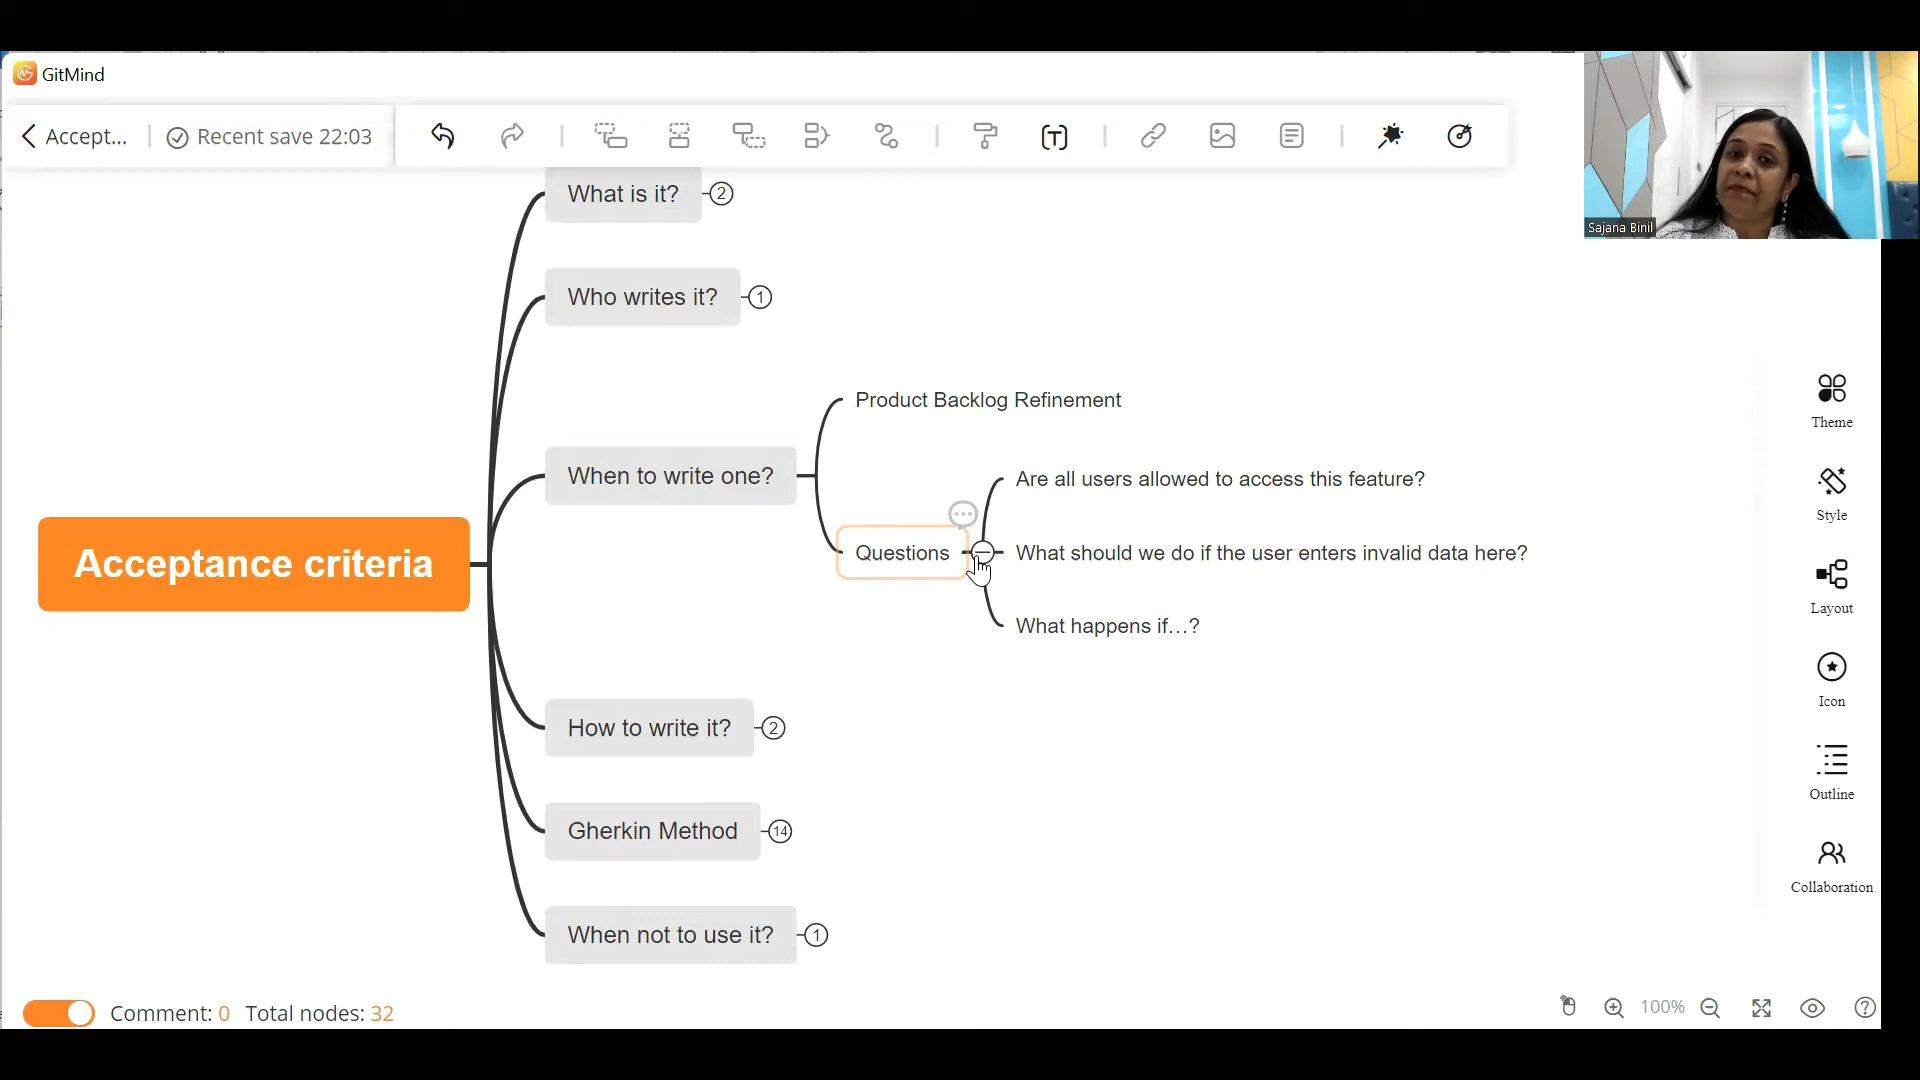 GitMind
Accept...
Recent save 22:03
Sajana Binil
What is it?
2
Who writes it?
1
Product Backlog Refinement
When to write one?
Are all users allowed to access this feature?
Questions
What should we do if the user enters invalid data here?
What happens if...?
Acceptance criteria
How to write it?
2
Gherkin Method
14
When not to use it?
1
Theme
Style
Layout
Icon
Outline
Collaboration
Comment: 0 Total nodes: 32
100%